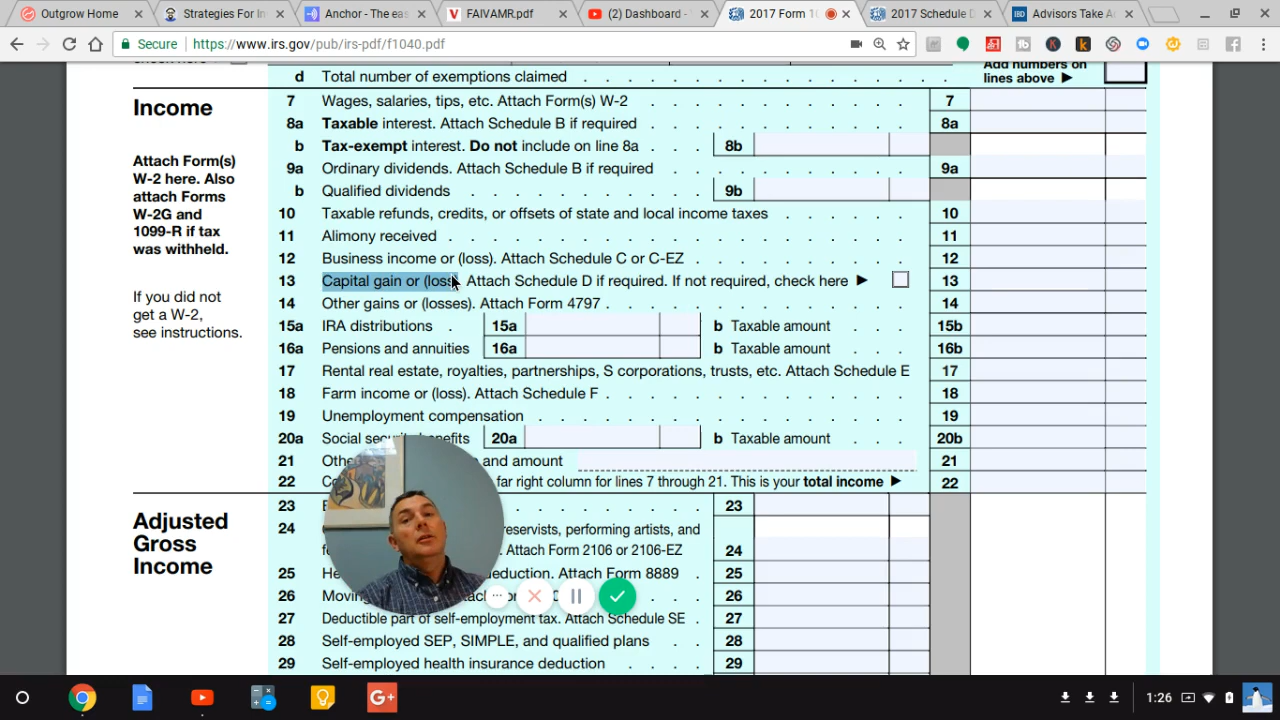 Outgrow Home
Strategies For In
Anchor - The eas
FAIVAMR.pdf
(2) Dashboard -
2017 Form 10
2017 Schedule D
Advisors Take A
Secure
https://www.irs.gov/pub/irs-pdf/f1040.pdf
d Total number of exemptions claimed
Add numbers on
lines above
Income
Attach Form(s)
W-2 here. Also
attach Forms
W-2G and
1099-R if tax
was withheld.
If you did not
get a W-2,
see instructions.
7 Wages, salaries, tips, etc. Attach Form(s) W-2 . . . . . . . . . . . . 7
8a Taxable interest. Attach Schedule B if required . . . . . . . . . . . . 8a
b Tax-exempt interest. Do not include on line 8a . . . 8b
9a Ordinary dividends. Attach Schedule B if required . . . . . . . . . . . 9a
b Qualified dividends . . . . . . . . . . . 9b
10 Taxable refunds, credits, or offsets of state and local income taxes . . . . . . 10
11 Alimony received . . . . . . . . . . . . . . . . . . . . . 11
12 Business income or (loss). Attach Schedule C or C-EZ . . . . . . . . . . 12
13 Capital gain or (loss Attach Schedule D if required. If not required, check here ▶ 13
14 Other gains or (losses). Attach Form 4797 . . . . . . . . . . . . . . 14
15a IRA distributions . 15a b Taxable amount . . . 15b
16a Pensions and annuities 16a b Taxable amount . . . 16b
17 Rental real estate, royalties, partnerships, S corporations, trusts, etc. Attach Schedule E 17
18 Farm income or (loss). Attach Schedule F . . . . . . . . . . . . . . 18
19 Unemployment compensation . . . . . . . . . . . . . . . . . 19
20a Social benefits 20a b Taxable amount . . . 20b
21 and amount 21
22 far right column for lines 7 through 21. This is your total income ▶ 22
Adjusted
Gross
Income
23 23
24 reservists, performing artists, and
Attach Form 2106 or 2106-EZ 24
25 deduction. Attach Form 8889 . 25
26 26
27 Deductible part of self-employment tax. Attach Schedule SE . 27
28 Self-employed SEP, SIMPLE, and qualified plans . . 28
29 Self-employed health insurance deduction . . . . 29
1:26